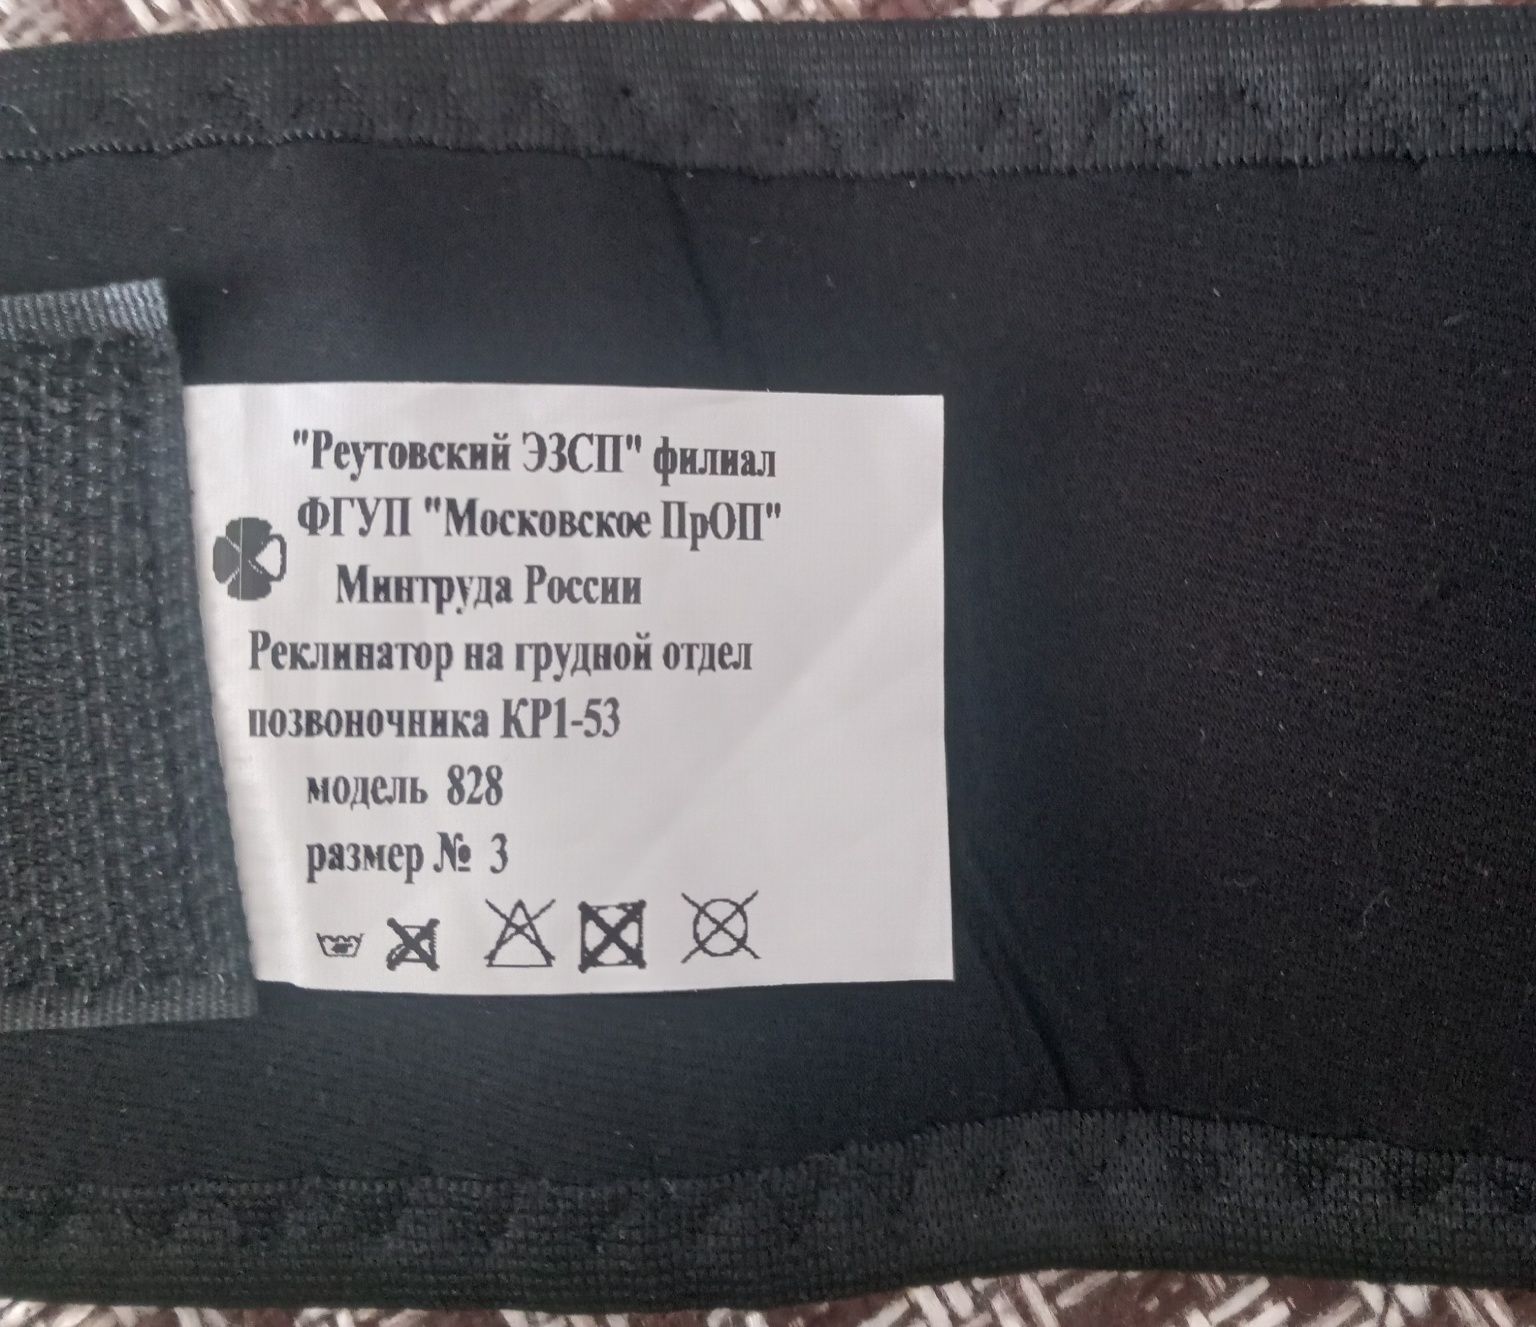 "Реутовский ЭЗСП" филиал
ФГУП "Московское ПрОП"
Минтруда России
Реклинатор на грудной отдел
позвоночника КР1-53
модель 828
размер № 3